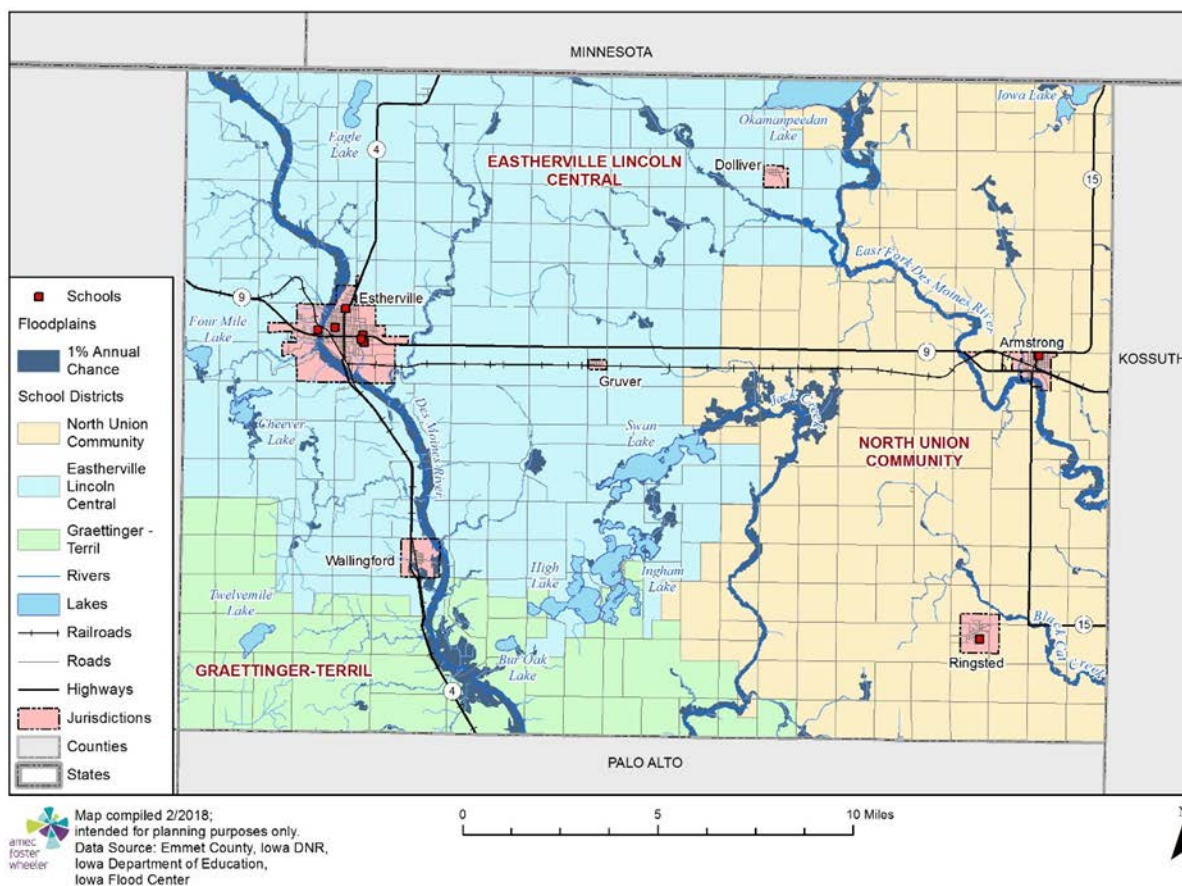 MINNESOTA
Iowa Lake
Okamanpeedan
Lake
Eagle
Lake
4
EASTHERVILLE LINCOLN
CENTRAL
Dolliver
15
East Fork Des Moines River
Schools
Floodplains
1% Annual
Chance
School Districts
North Union
Community
Eastherville
Lincoln
Central
Graettinger -
Terril
Rivers
Lakes
Railroads
Roads
Highways
Jurisdictions
Counties
States
9
Estherville
Four Mile
Lake
Armstrong
9
KOSSUTH
Gruver
Jack Creek
Cheever
Lake
Des Moines River
Swan
Lake
NORTH UNION
COMMUNITY
Wallingford
High
Lake
Ingham
Lake
Twelvemile
Lake
Black Cat Creek
15
Ringsted
Bur Oak
Lake
GRAETTINGER-TERRIL
4
PALO ALTO
amec
foster
wheeler
Map compiled 2/2018;
intended for planning purposes only.
Data Source: Emmet County, Iowa DNR,
Iowa Department of Education,
Iowa Flood Center
0 5 10 Miles